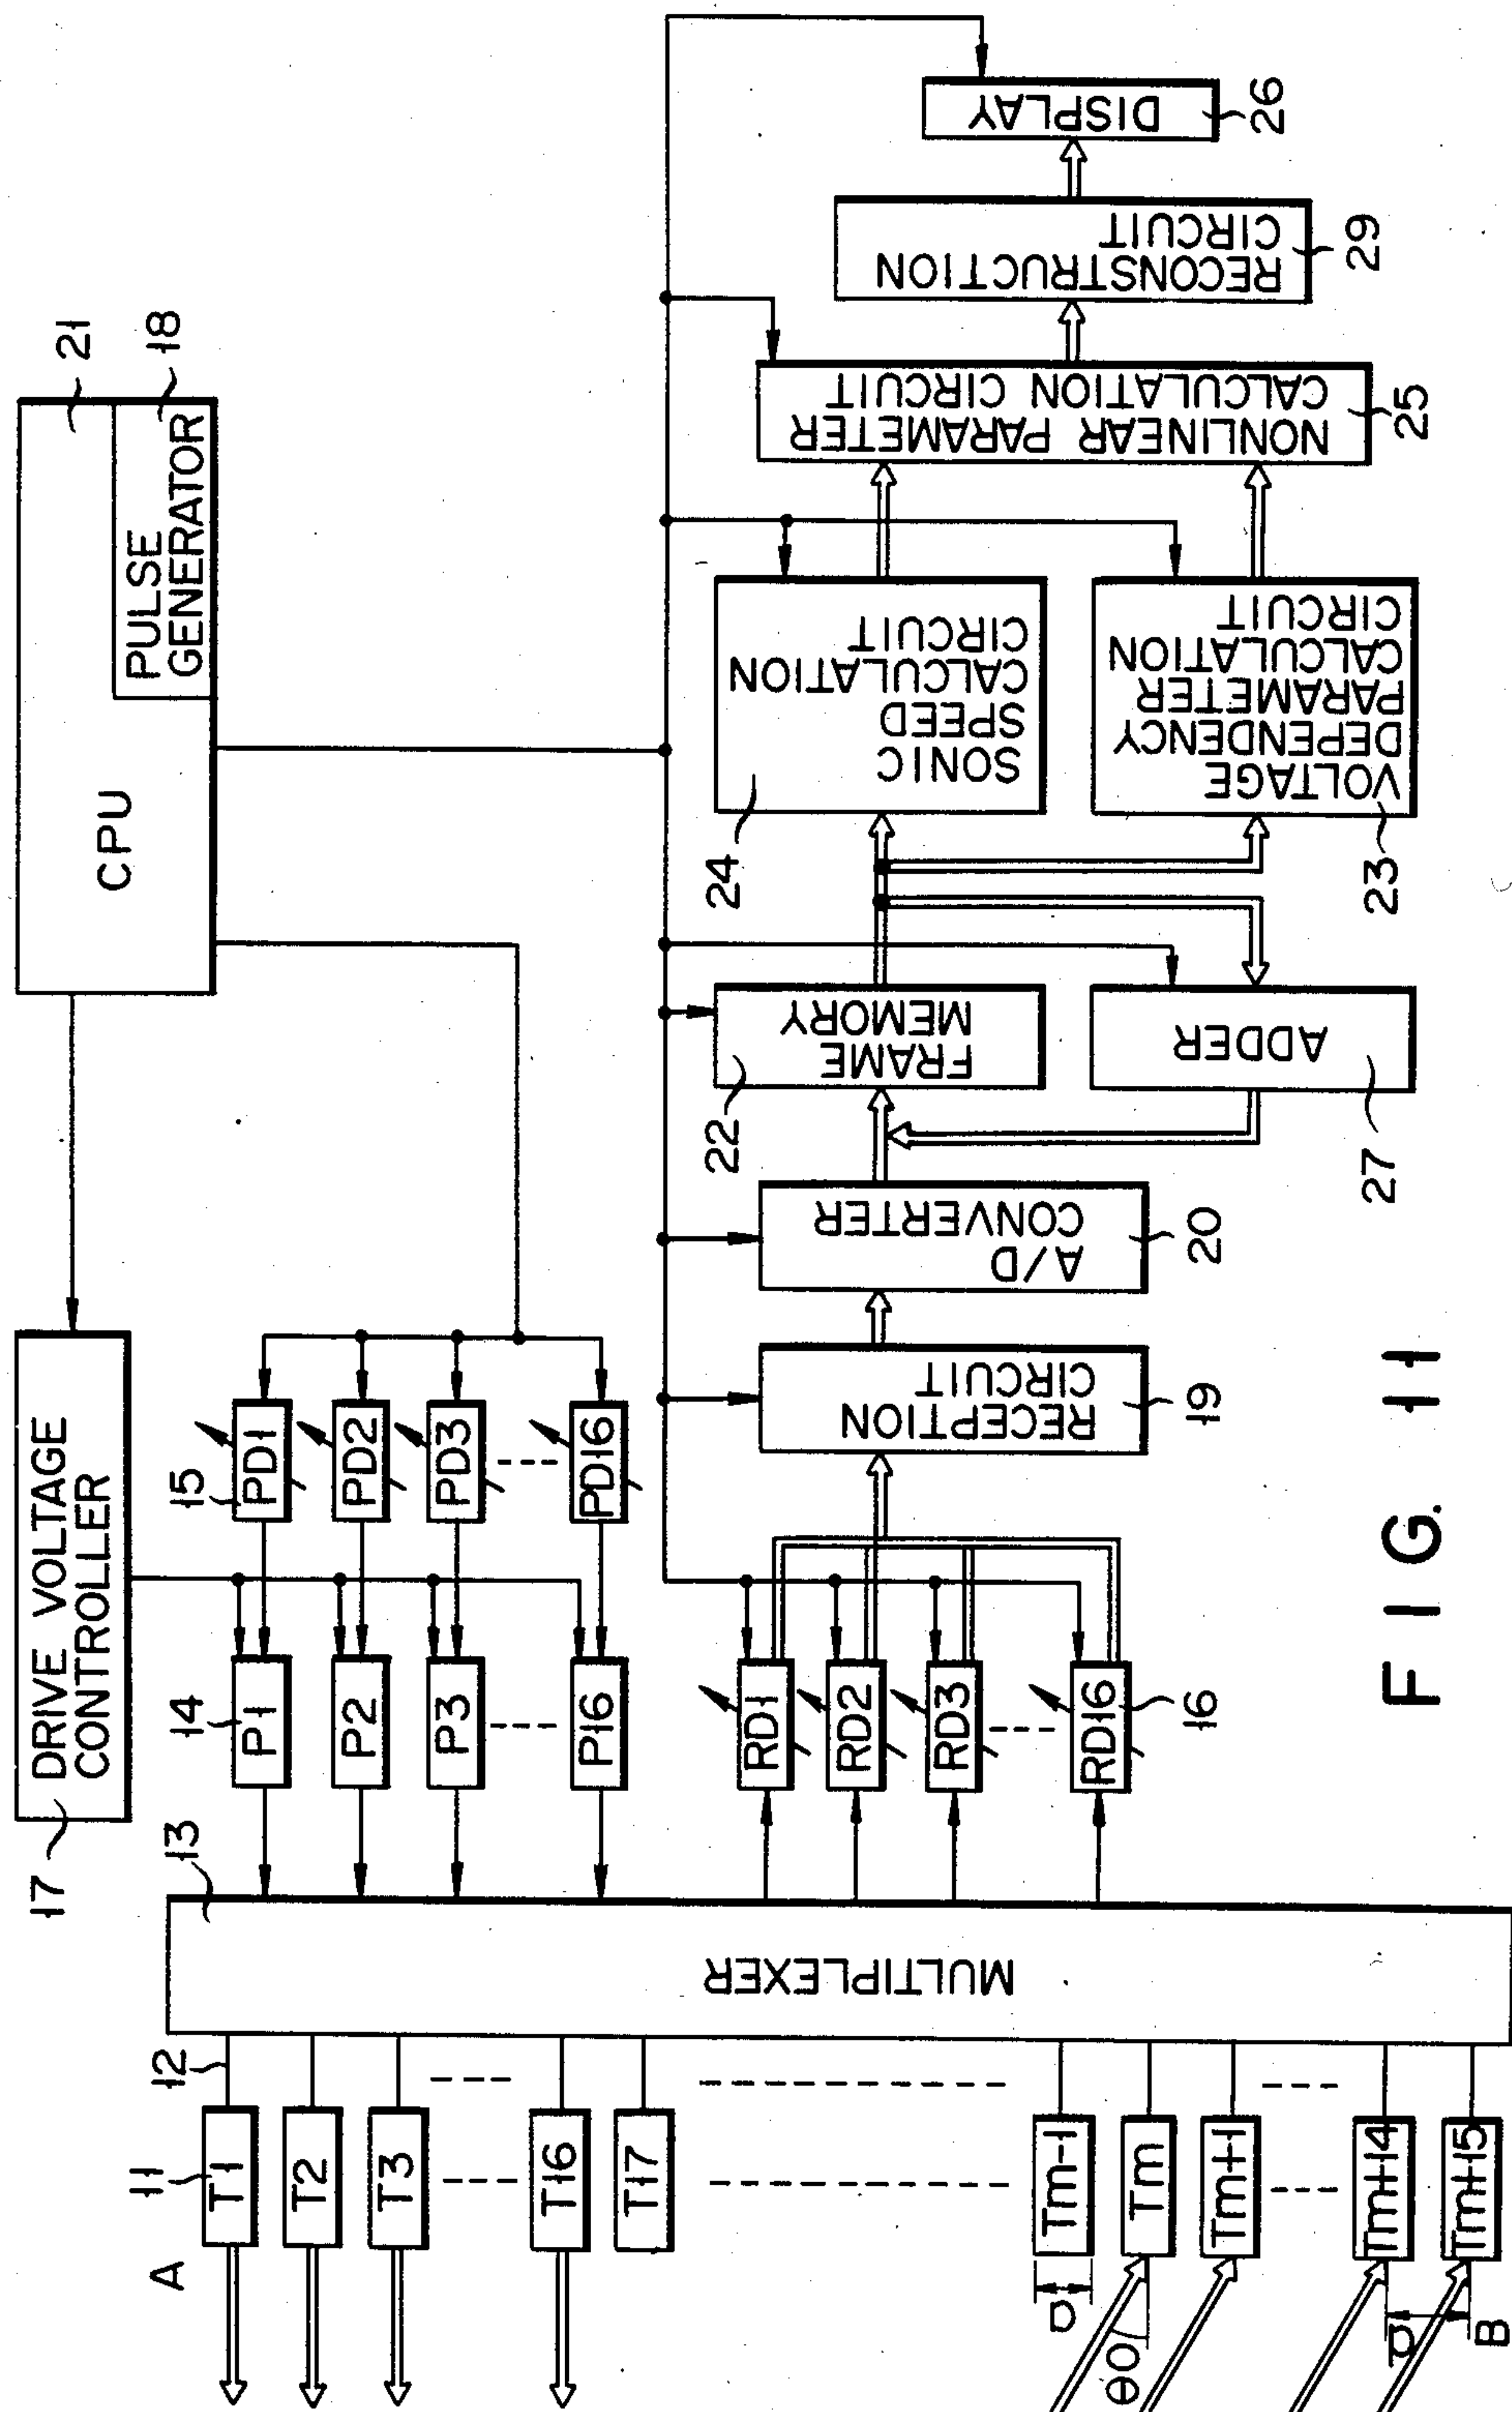 CPU
21
PULSE
GENERATOR
18
DRIVE VOLTAGE
CONTROLLER
17
15
PD1
PD2
PD3
PD16
14
P1
P2
P3
P16
13
MULTIPLEXER
12
11
T1
T2
T3
T16
T17
Tm-1
Tm
Tm+1
Tm+14
Tm+15
A
B
θ0
RD1
RD2
RD3
RD16
16
RECEPTION
CIRCUIT
19
A/D
CONVERTER
20
FRAME
MEMORY
22
ADDER
27
SONIC
SPEED
CALCULATION
CIRCUIT
24
VOLTAGE
DEPENDENCY
PARAMETER
CALCULATION
CIRCUIT
23
NONLINEAR PARAMETER
CALCULATION CIRCUIT
25
RECONSTRUCTION
CIRCUIT
29
DISPLAY
26
FIG. 11